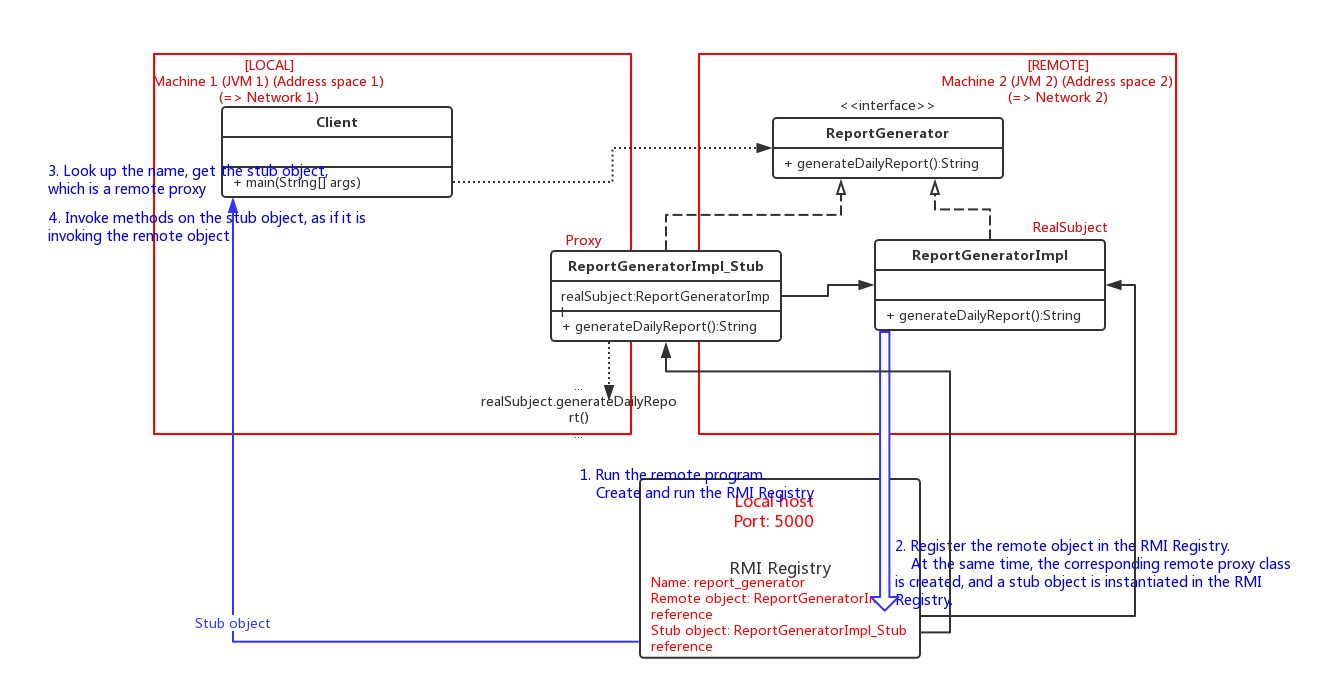 [LOCAL]
Machine 1 (JVM 1) (Address space 1)
(=> Network 1)
Client
+ main(String[] args)
3. Look up the name, get the stub object,
which is a remote proxy
4. Invoke methods on the stub object, as if it is
invoking the remote object
[REMOTE]
Machine 2 (JVM 2) (Address space 2)
(=> Network 2)
<<interface>>
ReportGenerator
+ generateDailyReport():String
Proxy
ReportGeneratorImpl_Stub
realSubject:ReportGeneratorImp
l
+ generateDailyReport():String
RealSubject
ReportGeneratorImpl
+ generateDailyReport():String
...
realSubject.generateDailyRepo
rt()
...
1. Run the remote program
Create and run the RMI Registry
Local host
Port: 5000
RMI Registry
Name: report_generator
Remote object:
reference
Stub object: ReportGeneratorImpl_Stub
reference
2. Register the remote object in the RMI Registry.
At the same time, the corresponding remote proxy class
is created, and a stub object is instantiated in the RMI
Registry.
Stub object